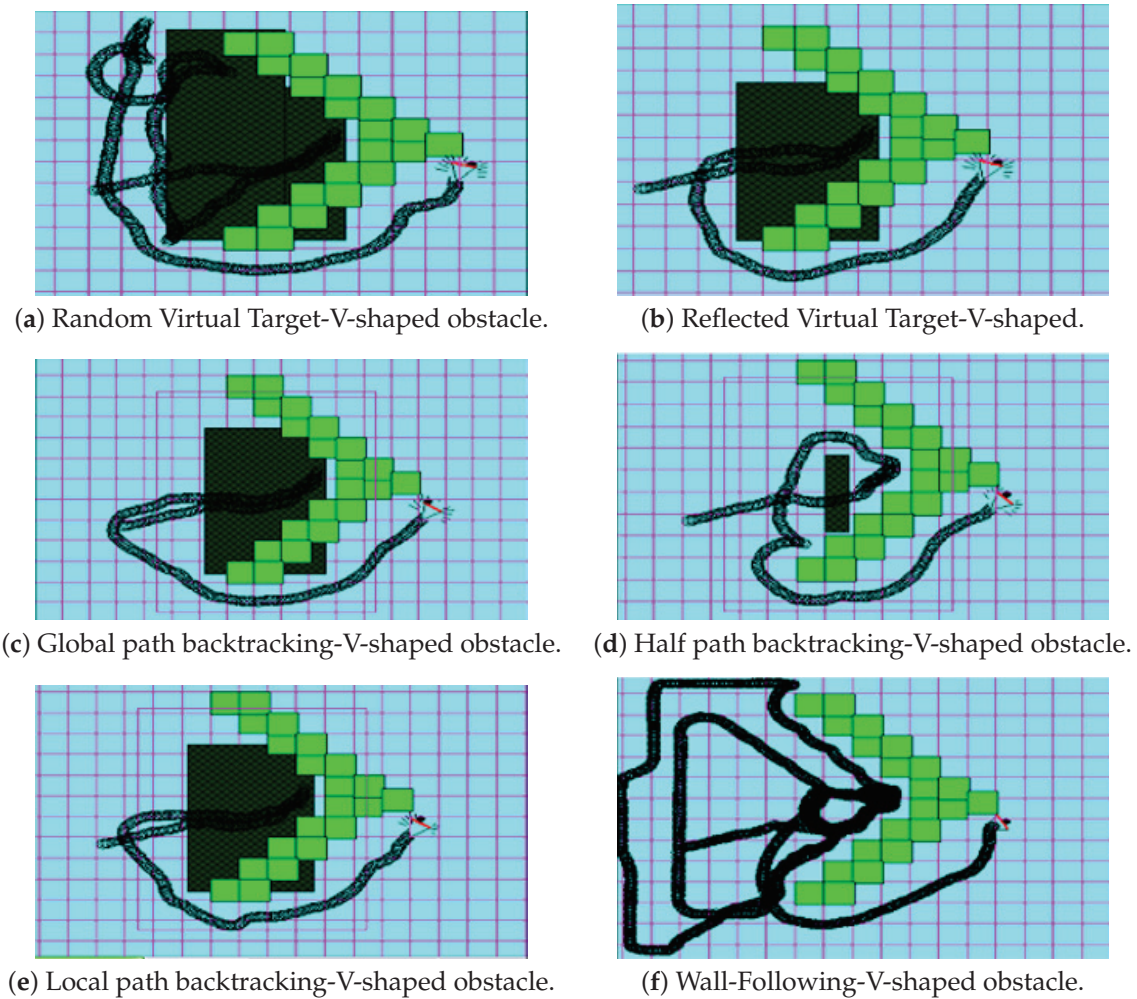 (a) Random Virtual Target-V-shaped obstacle.
(b) Reflected Virtual Target-V-shaped.
(c) Global path backtracking-V-shaped obstacle.
(d) Half path backtracking-V-shaped obstacle.
(e) Local path backtracking-V-shaped obstacle.
(f) Wall-Following-V-shaped obstacle.